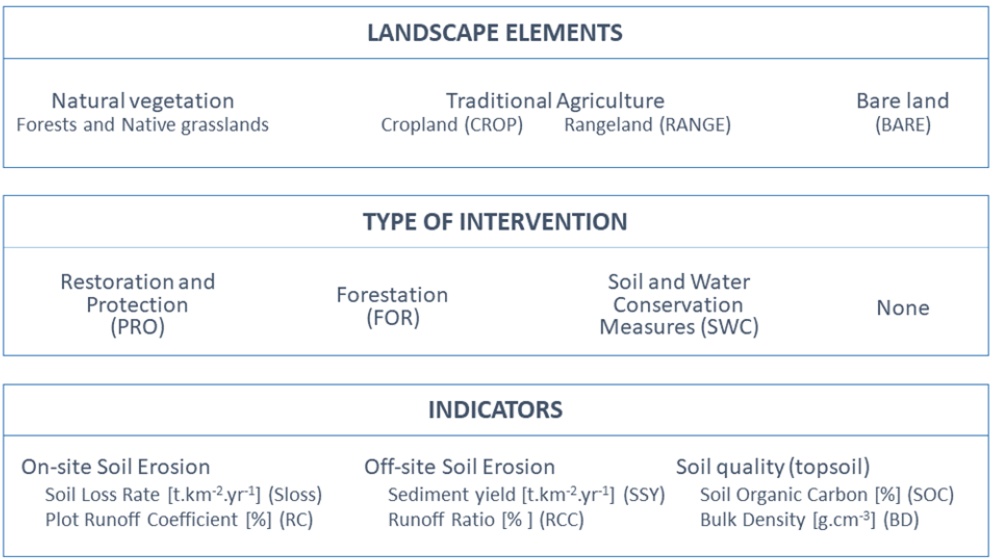 LANDSCAPE ELEMENTS
Natural vegetation
Forests and Native grasslands
Traditional Agriculture
Cropland (CROP) Rangeland (RANGE)
Bare land
(BARE)
TYPE OF INTERVENTION
Restoration and
Protection
(PRO)
Forestation
(FOR)
Soil and Water
Conservation
Measures (SWC)
None
INDICATORS
On-site Soil Erosion
Soil Loss Rate [t.km⁻².yr⁻¹] (Sloss)
Plot Runoff Coefficient [%] (RC)
Off-site Soil Erosion
Sediment yield [t.km⁻².yr⁻¹] (SSY)
Runoff Ratio [% ] (RCC)
Soil quality (topsoil)
Soil Organic Carbon [%] (SOC)
Bulk Density [g.cm⁻³] (BD)